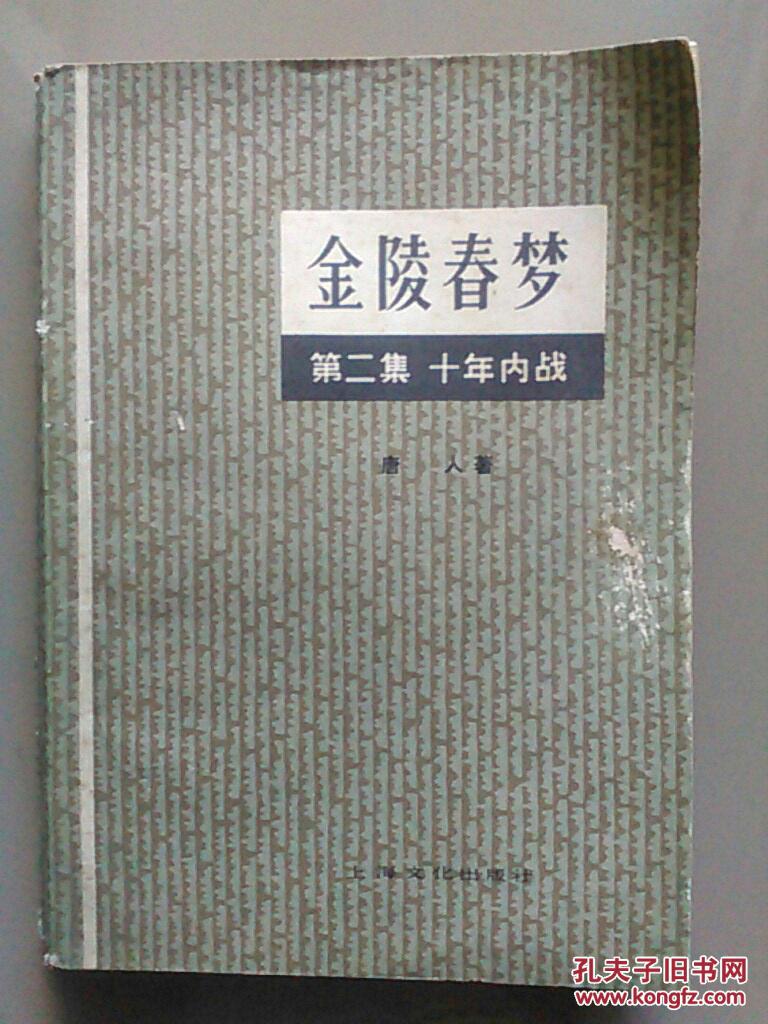 金陵春梦
第二集 十年内战
唐 人著
上海文化出版社
孔夫子旧书网
www.kongfz.com